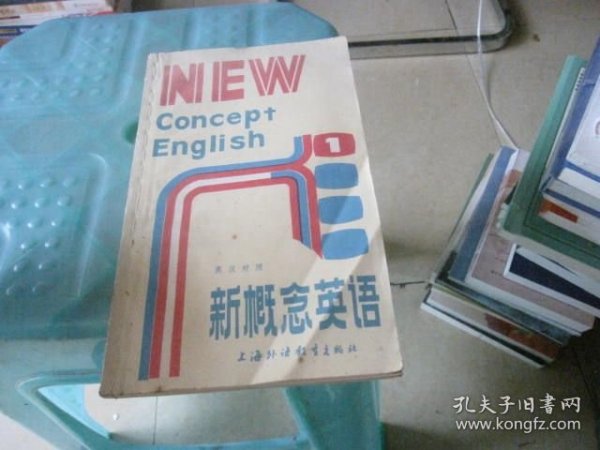 NEW
Concept
English
1
英汉对照
新概念英语
上海外语教育出版社
孔夫子旧书网
www.kongfz.com